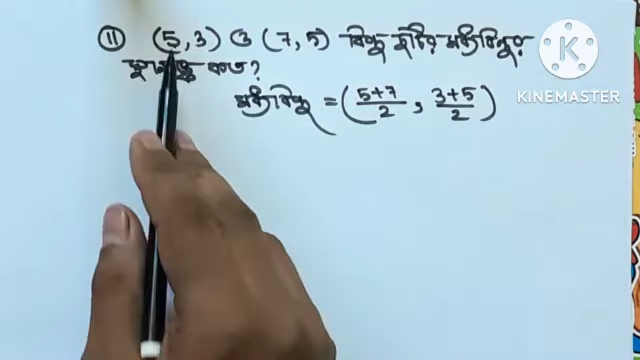 (11) (5, 3) ও (7, 5) বিন্দু দুটির মধ্যবিন্দুর
স্থানাঙ্ক কত?
মধ্যবিন্দু = (5+7/2, 3+5/2)
KINEMASTER